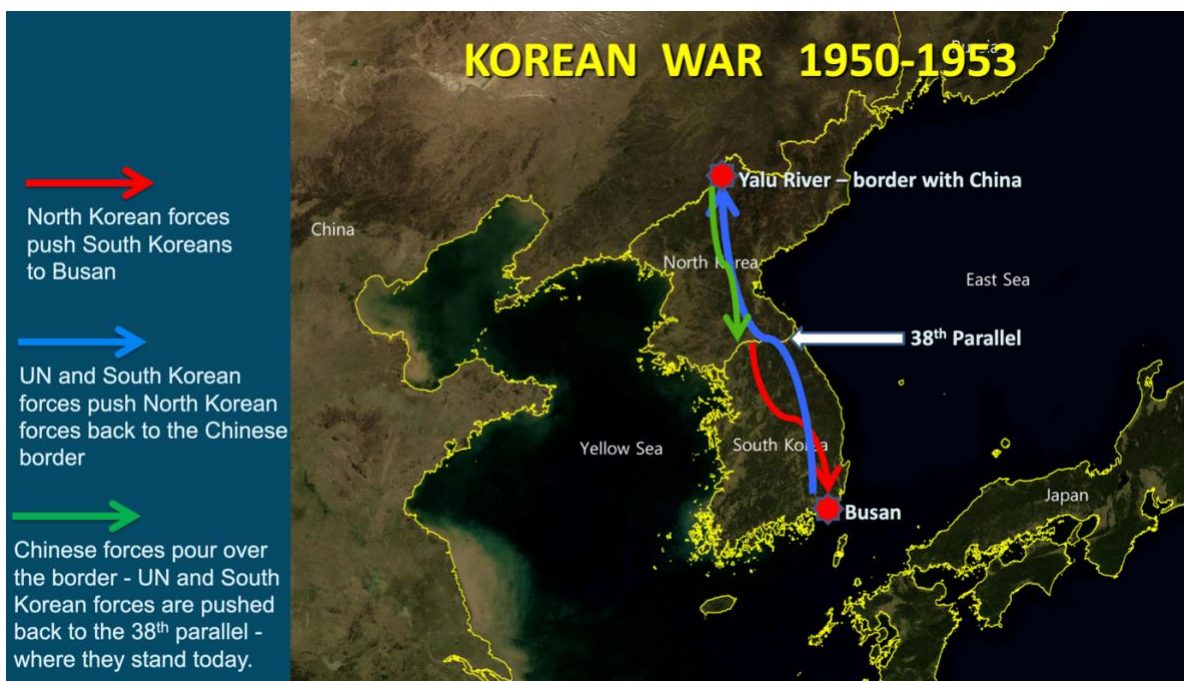 KOREAN WAR 1950-1953
North Korean forces
push South Koreans
to Busan
UN and South Korean
forces push North Korean
forces back to the Chinese
border
Chinese forces pour over
the border - UN and South
Korean forces are pushed
back to the 38th parallel -
where they stand today.
Russia
Yalu River – border with China
China
North Korea
East Sea
38th Parallel
Yellow Sea
South Korea
Japan
Busan